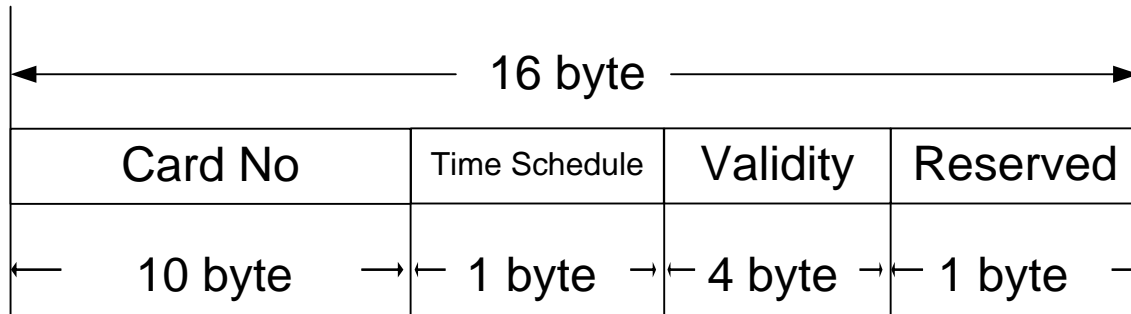 16 byte
Card No Time Schedule Validity Reserved
10 byte 1 byte 4 byte 1 byte